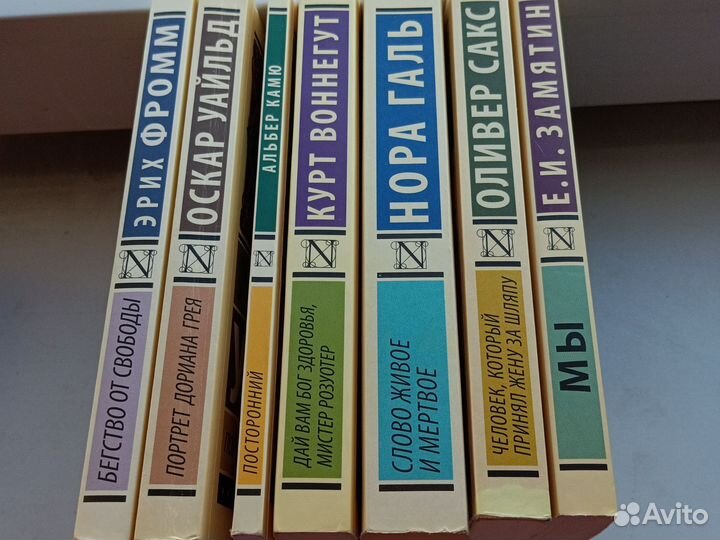 ЭРИХ ФРОММ
БЕГСТВО ОТ СВОБОДЫ
ОСКАР УАЙЛЬД
ПОРТРЕТ ДОРИАНА ГРЕЯ
АЛЬБЕР КАМЮ
ПОСТОРОННИЙ
КУРТ ВОННЕГУТ
ДАЙ ВАМ БОГ ЗДОРОВЬЯ,
МИСТЕР РОЗУОТЕР
НОРА ГАЛЬ
СЛОВО ЖИВОЕ
И МЕРТВОЕ
ОЛИВЕР САКС
ЧЕЛОВЕК, КОТОРЫЙ
ПРИНЯЛ ЖЕНУ ЗА ШЛЯПУ
Е.И. ЗАМЯТИН
МЫ
Avito